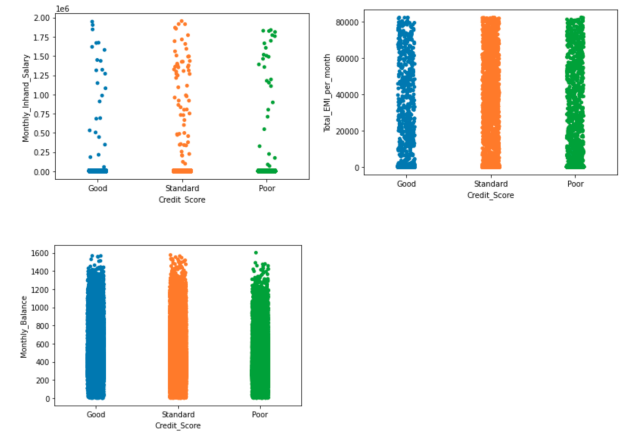 1e6
2.00
1.75
1.50
1.25
1.00
0.75
0.50
0.25
0.00
Monthly_Inhand_Salary
Good Standard Poor
Credit_Score
80000
60000
40000
20000
0
Total_EMI_per_month
Good Standard Poor
Credit_Score
1600
1400
1200
1000
800
600
400
200
0
Monthly_Balance
Good Standard Poor
Credit_Score